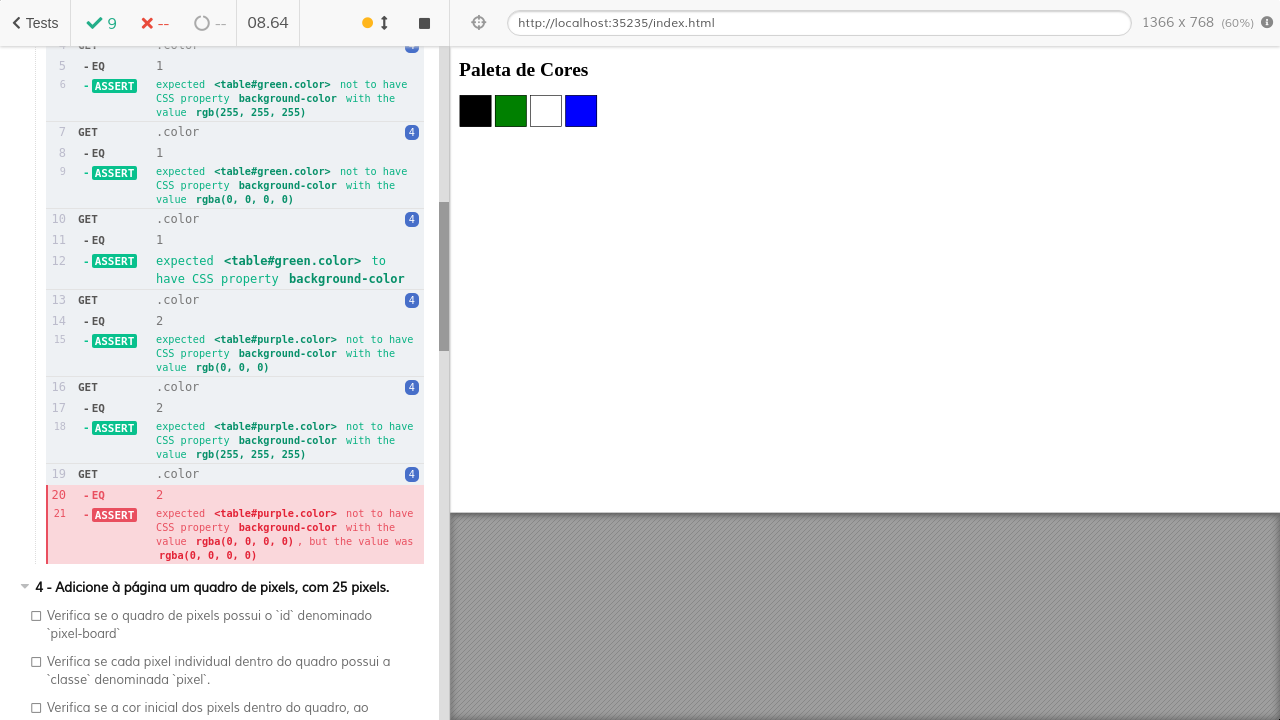 Tests
9
--
--
08.64
http://localhost:35235/index.html
1366 x 768 (60%)
4 GET .color 4
5 -EQ 1
6 -ASSERT expected <table#green.color> not to have
CSS property background-color with the
value rgb(255, 255, 255)
7 GET .color 4
8 -EQ 1
9 -ASSERT expected <table#green.color> not to have
CSS property background-color with the
value rgba(0, 0, 0, 0)
10 GET .color 4
11 -EQ 1
12 -ASSERT expected <table#green.color> to
have CSS property background-color
13 GET .color 4
14 -EQ 2
15 -ASSERT expected <table#purple.color> not to have
CSS property background-color with the
value rgb(0, 0, 0)
16 GET .color 4
17 -EQ 2
18 -ASSERT expected <table#purple.color> not to have
CSS property background-color with the
value rgb(255, 255, 255)
19 GET .color 4
20 -EQ 2
21 -ASSERT expected <table#purple.color> not to have
CSS property background-color with the
value rgba(0, 0, 0, 0), but the value was
rgba(0, 0, 0, 0)
4 - Adicione à página um quadro de pixels, com 25 pixels.
Verifica se o quadro de pixels possui o `id` denominado
`pixel-board`
Verifica se cada pixel individual dentro do quadro possui a
`classe` denominada `pixel`.
Verifica se a cor inicial dos pixels dentro do quadro, ao
Paleta de Cores